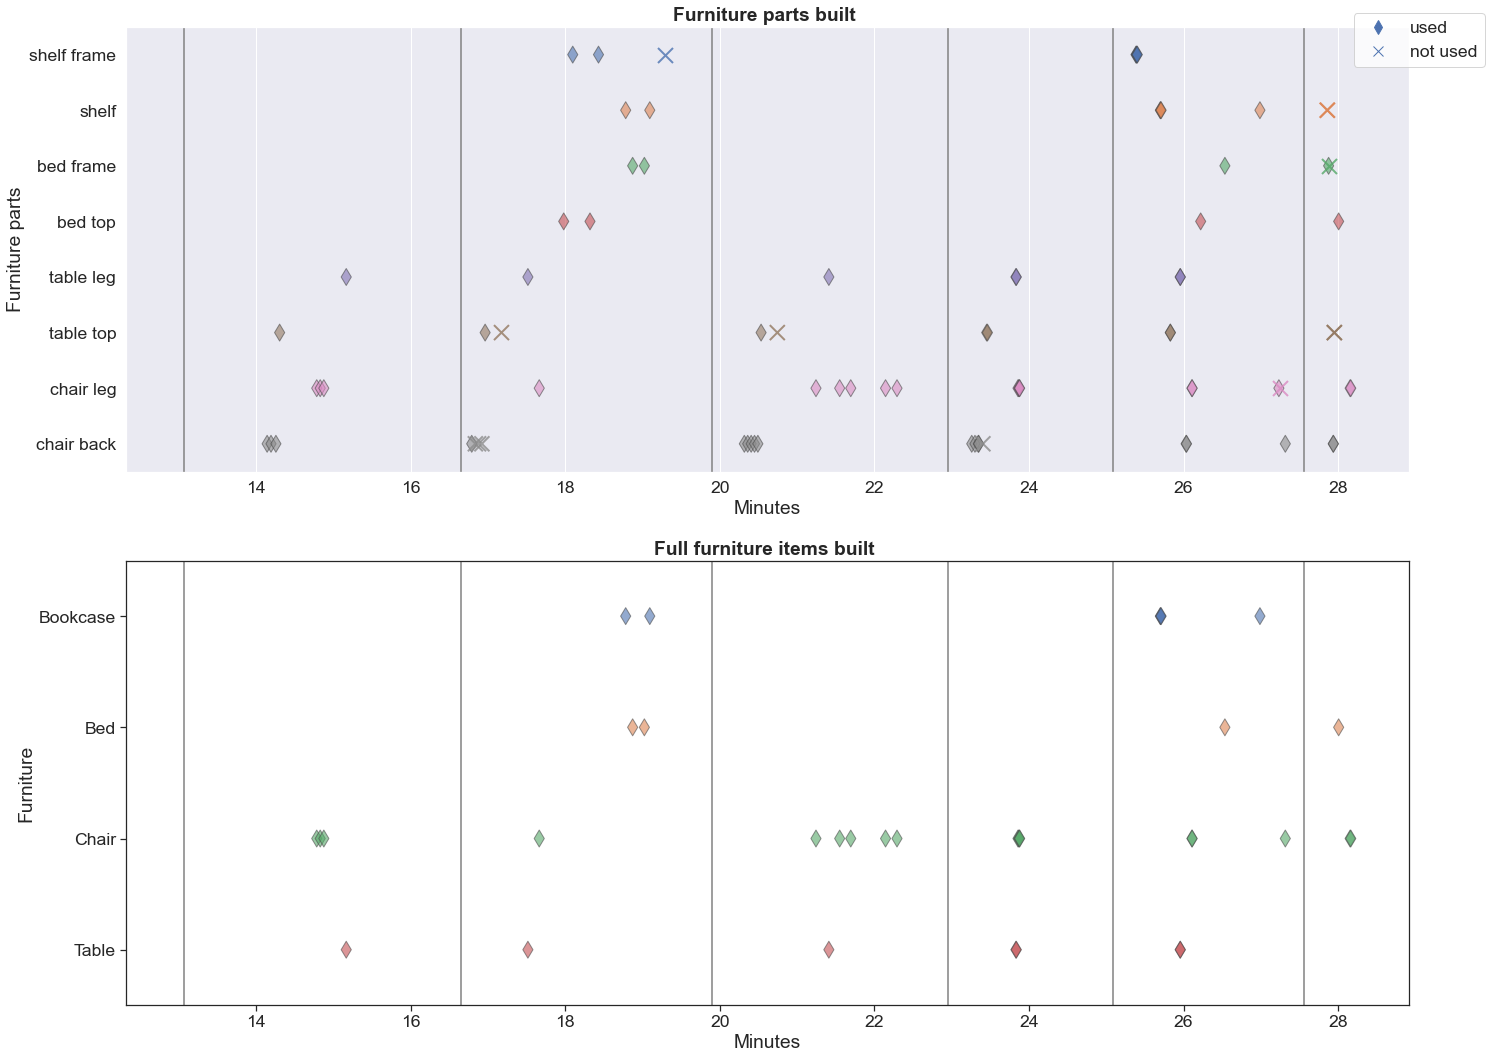 Furniture parts built
used
not used
shelf frame
shelf
bed frame
bed top
table leg
table top
chair leg
chair back
Furniture parts
14 16 18 20 22 24 26 28
Minutes
Full furniture items built
Bookcase
Bed
Chair
Table
Furniture
14 16 18 20 22 24 26 28
Minutes